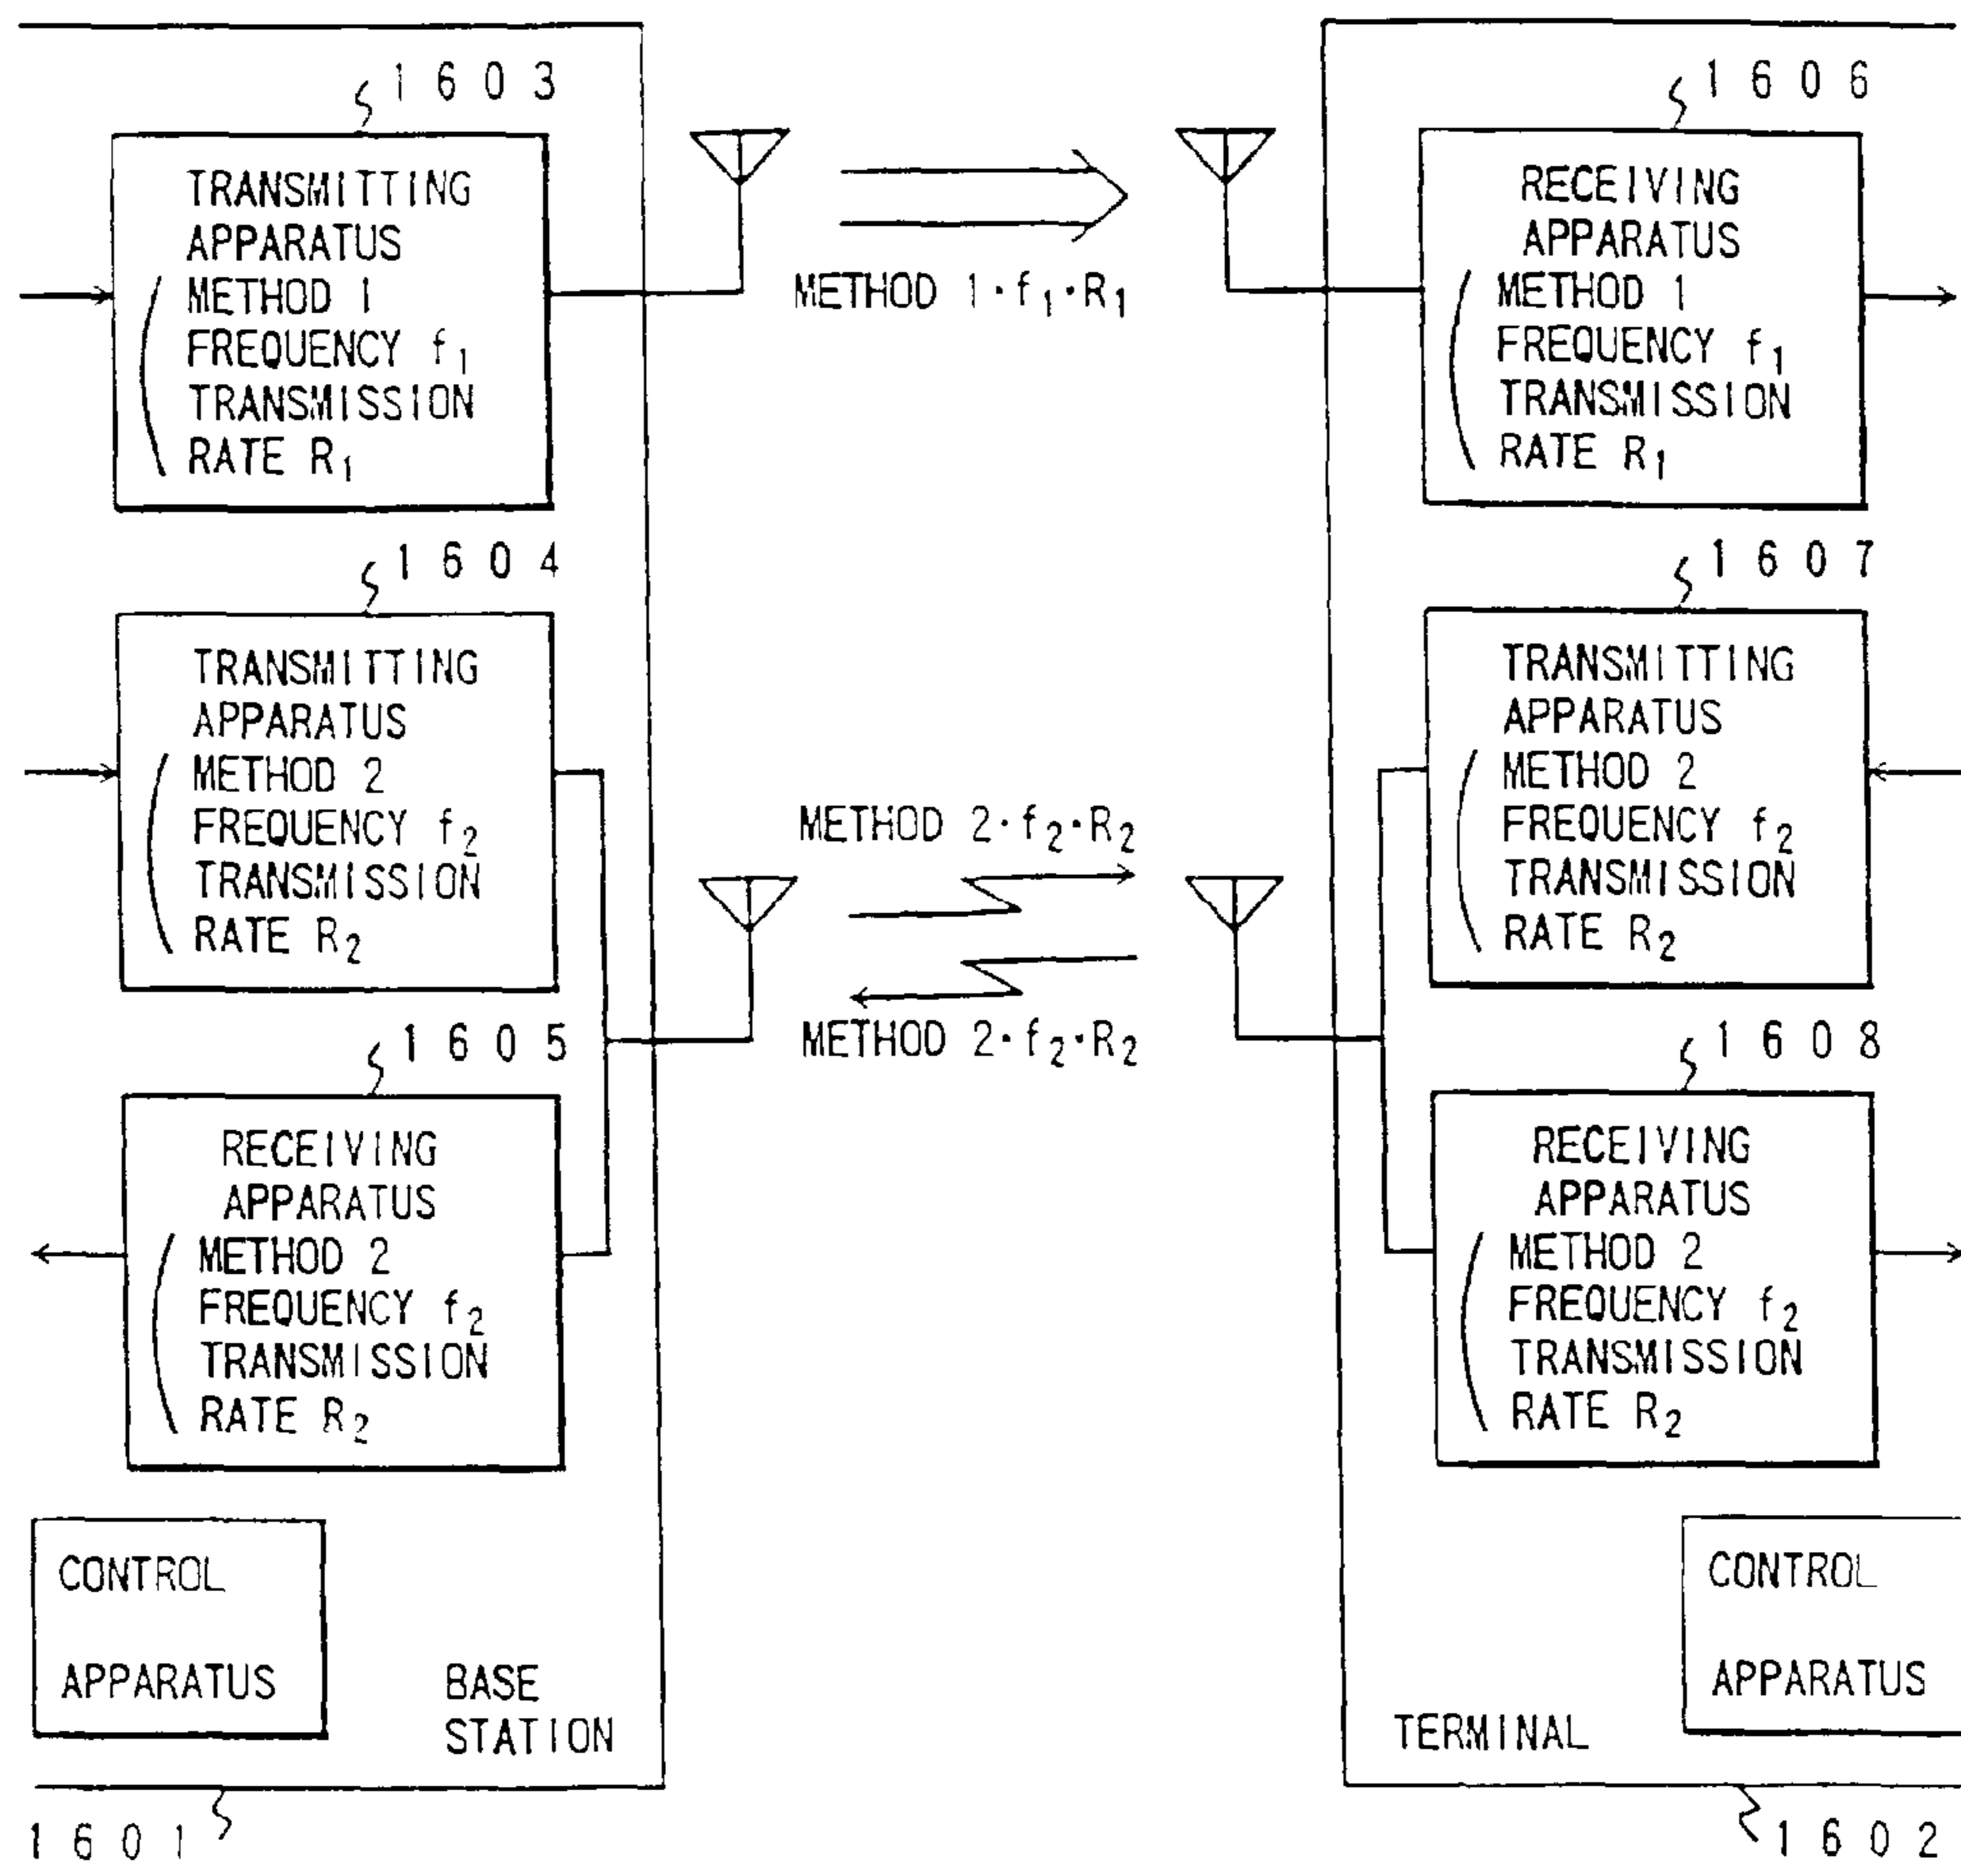 1603
TRANSMITTING
APPARATUS
METHOD 1
FREQUENCY f₁
TRANSMISSION
RATE R₁
METHOD 1·f₁·R₁
1606
RECEIVING
APPARATUS
METHOD 1
FREQUENCY f₁
TRANSMISSION
RATE R₁
1604
TRANSMITTING
APPARATUS
METHOD 2
FREQUENCY f₂
TRANSMISSION
RATE R₂
METHOD 2·f₂·R₂
METHOD 2·f₂·R₂
1607
TRANSMITTING
APPARATUS
METHOD 2
FREQUENCY f₂
TRANSMISSION
RATE R₂
1605
RECEIVING
APPARATUS
METHOD 2
FREQUENCY f₂
TRANSMISSION
RATE R₂
1608
RECEIVING
APPARATUS
METHOD 2
FREQUENCY f₂
TRANSMISSION
RATE R₂
CONTROL
APPARATUS
BASE
STATION
TERMINAL
CONTROL
APPARATUS
1601
1602